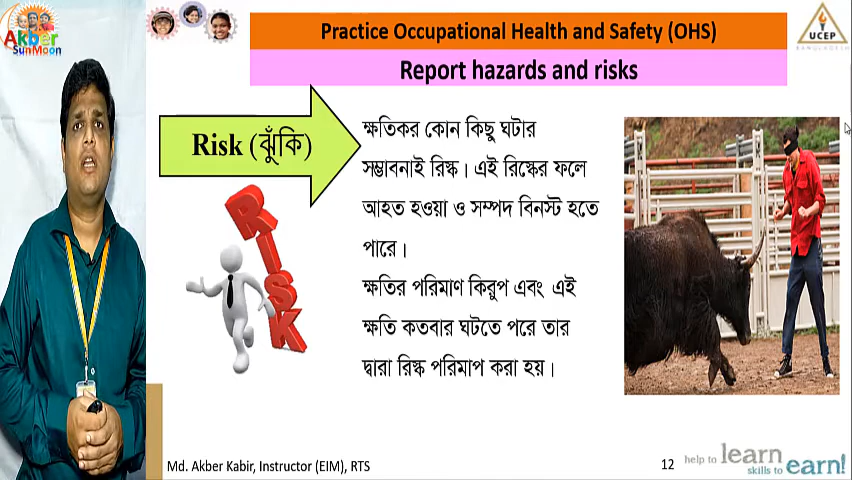 Akber
SunMoon
Practice Occupational Health and Safety (OHS)
Report hazards and risks
UCEP
BANGLADESH
Risk (ঝুঁকি)
ক্ষতিকর কোন কিছু ঘটার
সম্ভাবনাই রিস্ক। এই রিস্কের ফলে
আহত হওয়া ও সম্পদ বিনস্ট হতে
পারে।
ক্ষতির পরিমাণ কিরুপ এবং এই
ক্ষতি কতবার ঘটতে পরে তার
দ্বারা রিস্ক পরিমাপ করা হয়।
RISK
Md. Akber Kabir, Instructor (EIM), RTS
12
help to learn
skills to earn!